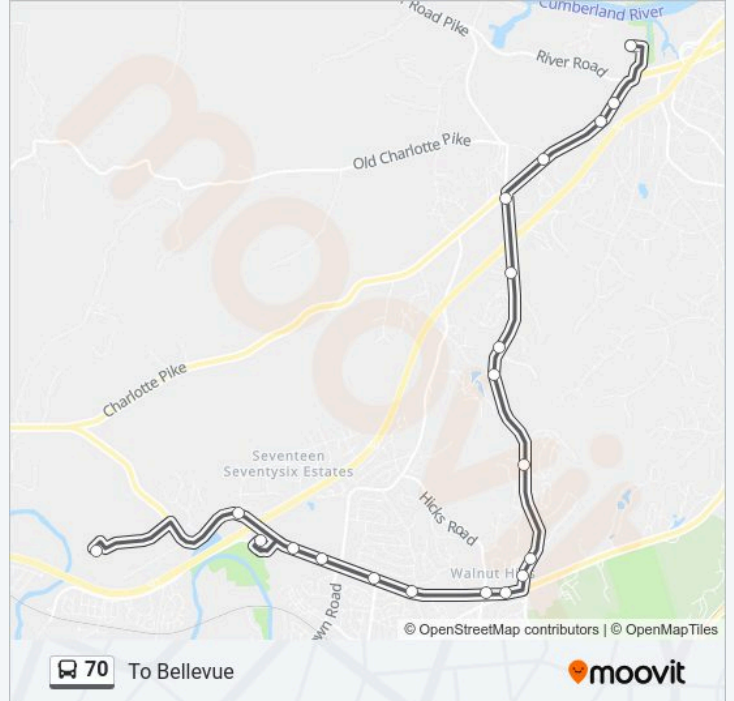 Cumberland River
Road Pike
River Road
Old Charlotte Pike
Charlotte Pike
Seventeen
Seventysix Estates
Hicks Road
Walnut
Road
moovit
© OpenStreetMap contributors | © OpenMapTiles
70 To Bellevue
moovit